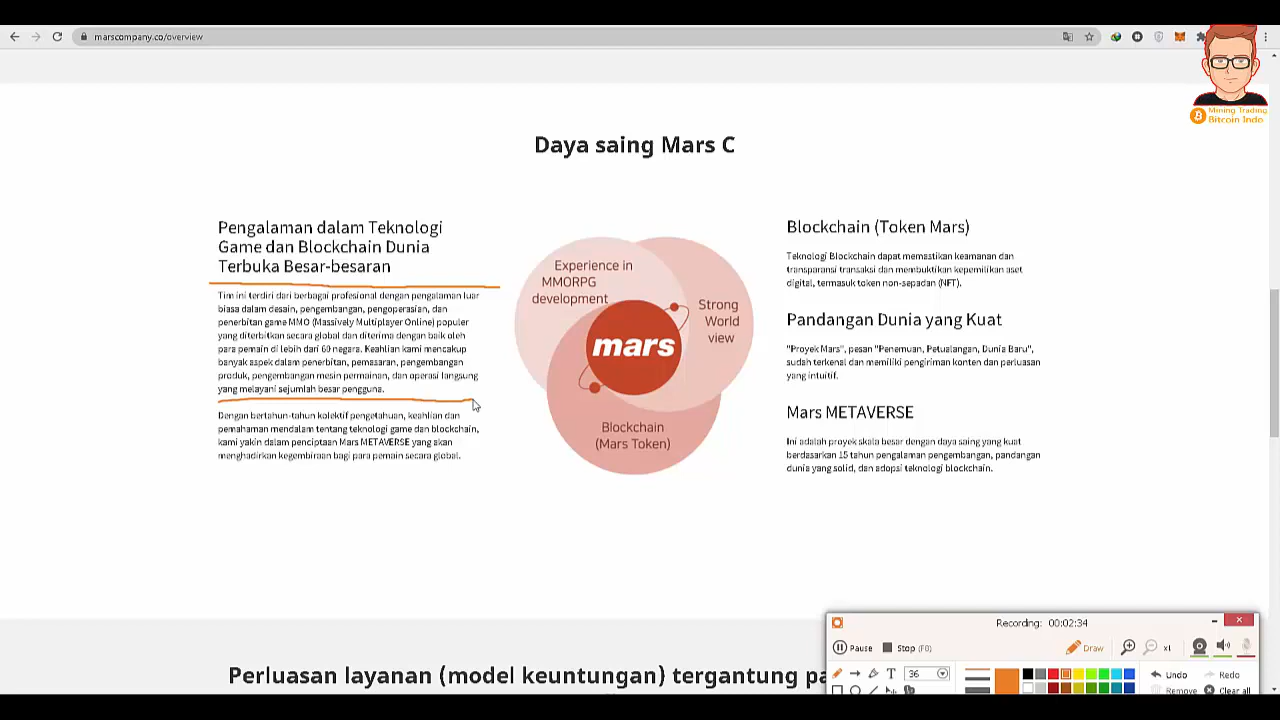 marscompany.co/overview
Mining Trading
Bitcoin Indo
Daya saing Mars C
Pengalaman dalam Teknologi
Game dan Blockchain Dunia
Terbuka Besar-besaran
Tim ini terdiri dari berbagai profesional dengan pengalaman luar
biasa dalam desain, pengembangan, pengoperasian, dan
penerbitan game MMO (Massively Multiplayer Online) populer
yang diterbitkan secara global dan diterima dengan baik oleh
para pemain di lebih dari 60 negara. Keahlian kami mencakup
banyak aspek dalam penerbitan, pemasaran, pengembangan
produk, pengembangan mesin permainan, dan operasi langsung
yang melayani sejumlah besar pengguna.
Dengan bertahun-tahun kolektif pengetahuan, keahlian dan
pemahaman mendalam tentang teknologi game dan blockchain,
kami yakin dalam penciptaan Mars METAVERSE yang akan
menghadirkan kegembiraan bagi para pemain secara global.
Experience in
MMORPG
development
Strong
World
view
mars
Blockchain
(Mars Token)
Blockchain (Token Mars)
Teknologi Blockchain dapat memastikan keamanan dan
transparansi transaksi dan membuktikan kepemilikan aset
digital, termasuk token non-sepadan (NFT).
Pandangan Dunia yang Kuat
"Proyek Mars", pesan "Penemuan, Petualangan, Dunia Baru",
sudah terkenal dan memiliki pengiriman konten dan perluasan
yang intuitif.
Mars METAVERSE
Ini adalah proyek skala besar dengan daya saing yang kuat
berdasarkan 15 tahun pengalaman pengembangan, pandangan
dunia yang solid, dan adopsi teknologi blockchain.
Perluasan layanan (model keuntungan) tergantung pa
Recording: 00:02:34
Pause Stop (F8) Draw x1
T 36 Undo Redo
Remove Clear all